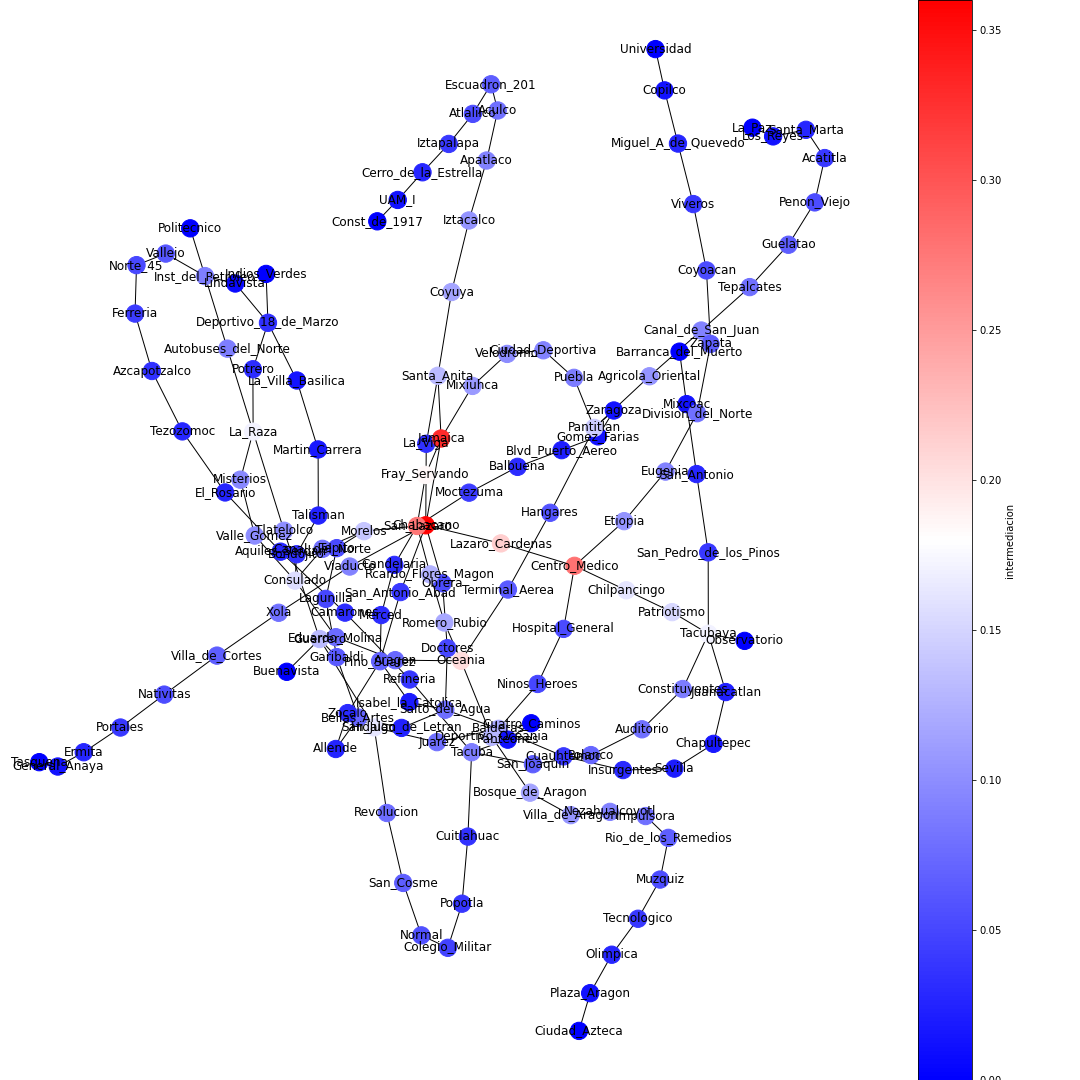 Universidad
Escuadron_201
Copilco
0.35
Atlalilco
Aculco
La_Paz
Santa_Marta
Los_Reyes
Iztapalapa
Miguel_A_de_Quevedo
Apatlaco
Acatitla
Cerro_de_la_Estrella
0.30
UAM_I
Viveros
Penon_Viejo
Const_de_1917
Iztacalco
Politecnico
Guelatao
Vallejo
Norte_45
Inst_del_Petroleo
Indios_Verdes
Lindavista
Coyoacan
Tepalcates
Coyuya
Ferreria
Deportivo_18_de_Marzo
Canal_de_San_Juan
0.25
Zapata
Autobuses_del_Norte
Velodromo
Ciudad_Deportiva
Barranca_del_Muerto
Azcapotzalco
Potrero
La_Villa_Basilica
Santa_Anita
Mixiuhca
Puebla
Agricola_Oriental
Mixcoac
Zaragoza
Division_del_Norte
Tezozomoc
La_Raza
Pantitlan
Jamaica
La_Viga
Gomez_Farias
Martin_Carrera
Blvd_Puerto_Aereo
Balbuena
Fray_Servando
Eugenia
San_Antonio
Misterios
0.20
El_Rosario
Moctezuma
Talisman
Hangares
Etiopia
Tlatelolco
Morelos
San_Lazaro
Chabacano
Valle_Gomez
Lazaro_Cardenas
intermediacion
Bondojito
San_Pedro_de_los_Pinos
Viaducto
Candelaria
Centro_Medico
Consulado
Rcardo_Flores_Magon
Obrera
San_Antonio_Abad
Terminal_Aerea
Chilpancingo
Lagunilla
Xola
Camarones
Merced
Patriotismo
Romero_Rubio
Hospital_General
0.15
Tacubaya
Observatorio
Guerrero
Eduardo_Molina
Doctores
Villa_de_Cortes
Garibaldi
Pino_Suarez
Aragon
Oceania
Buenavista
Refineria
Ninos_Heroes
Constituyentes
Juanacatlan
Nativitas
Isabel_la_Catolica
Salto_del_Agua
Zocalo
Bellas_Artes
Portales
Hidalgo
San_Juan_de_Letran
Balderas
Cuatro_Caminos
Auditorio
Deportivo_Oceania
Panteones
Juarez
Allende
Chapultepec
Tacuba
Ermita
Cuauhtemoc
Polanco
Tasquena
General_Anaya
San_Joaquin
Insurgentes
Sevilla
0.10
Bosque_de_Aragon
Revolucion
Villa_de_Aragon
Nezahualcoyotl
Impulsora
Cuitlahuac
Rio_de_los_Remedios
San_Cosme
Muzquiz
Popotla
Tecnologico
0.05
Normal
Colegio_Militar
Olimpica
Plaza_Aragon
Ciudad_Azteca
0.00